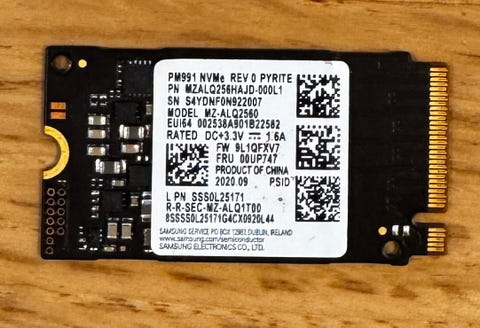 PM991 NVMe REV 0 PYRITE
PN MZALQ256HAJD-000L1
SN S4YDNF0N922007
MODEL MZ-ALQ2560
EUI64 002538A901B22582
RATED DC+3.3V 1.6A
FW 9L1QFXV7
FRU 00UP747
PRODUCT OF CHINA
2020.09 PSID
L PN SSS0L25171
R-R-SEC-MZ-ALQ1T00
8SSSS0L25171G4CX0920L44
SAMSUNG SERVICE PO BOX 12987, DUBLIN, IRELAND
www.samsung.com/semiconductor
SAMSUNG ELECTRONICS CO., LTD.